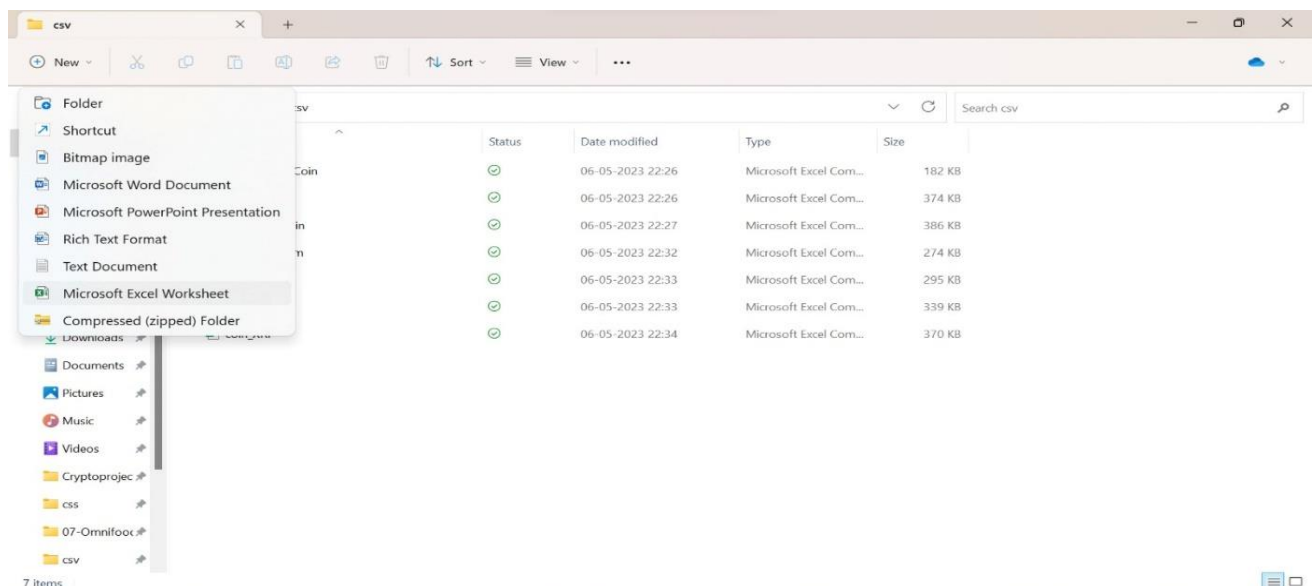 csv
New
Sort
View
Folder
Shortcut
Bitmap image
Microsoft Word Document
Microsoft PowerPoint Presentation
Rich Text Format
Text Document
Microsoft Excel Worksheet
Compressed (zipped) Folder
csv
Search csv
Status Date modified Type Size
Coin 06-05-2023 22:26 Microsoft Excel Com... 182 KB
06-05-2023 22:26 Microsoft Excel Com... 374 KB
in 06-05-2023 22:27 Microsoft Excel Com... 386 KB
m 06-05-2023 22:32 Microsoft Excel Com... 274 KB
06-05-2023 22:33 Microsoft Excel Com... 295 KB
06-05-2023 22:33 Microsoft Excel Com... 339 KB
06-05-2023 22:34 Microsoft Excel Com... 370 KB
Downloads
Documents
Pictures
Music
Videos
Cryptoprojec
css
07-Omnifooc
csv
7 items